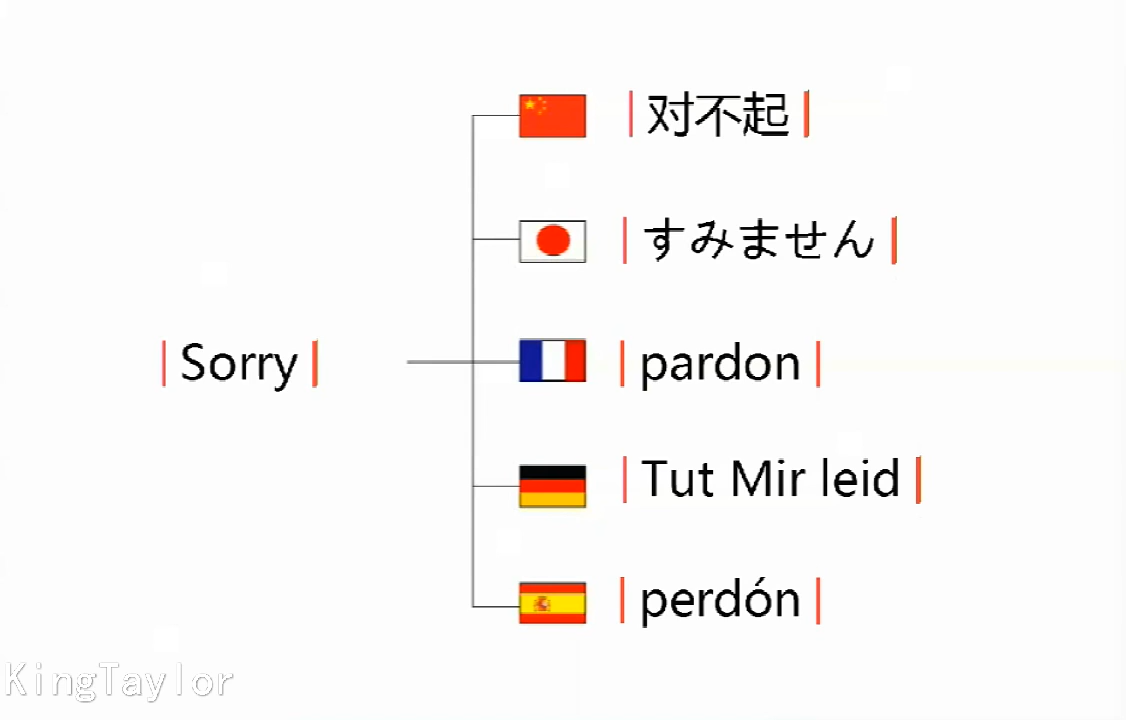 对不起
すみません
Sorry
pardon
Tut Mir leid
perdón
KingTaylor